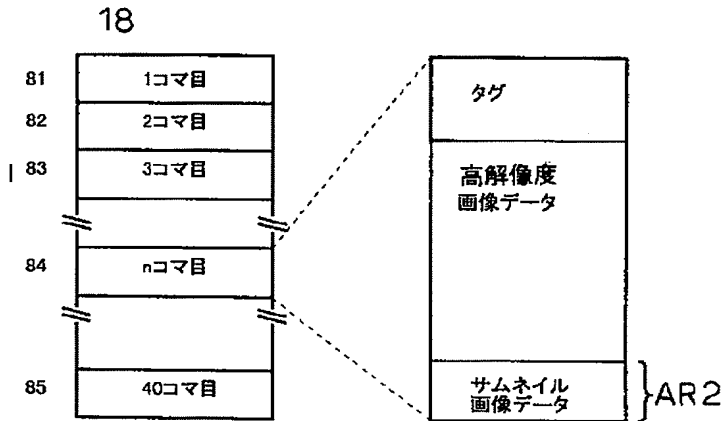 18
81 1コマ目
82 2コマ目
83 3コマ目
84 nコマ目
85 40コマ目
タグ
高解像度
画像データ
サムネイル
画像データ
AR2